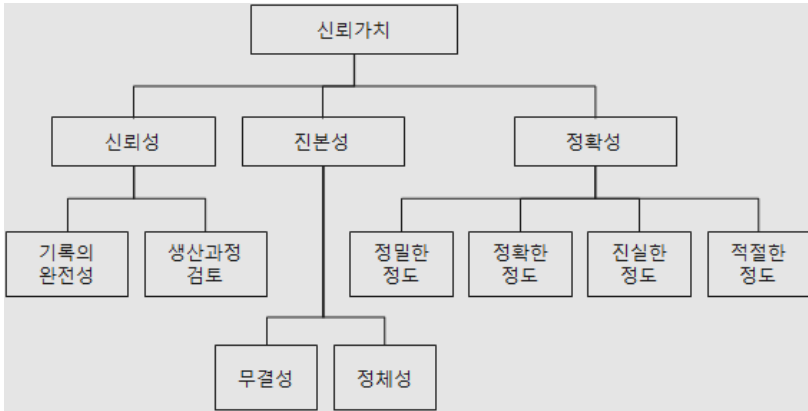 신뢰가치
신뢰성
진본성
정확성
기록의
완전성
생산과정
검토
정밀한
정도
정확한
정도
진실한
정도
적절한
정도
무결성
정체성